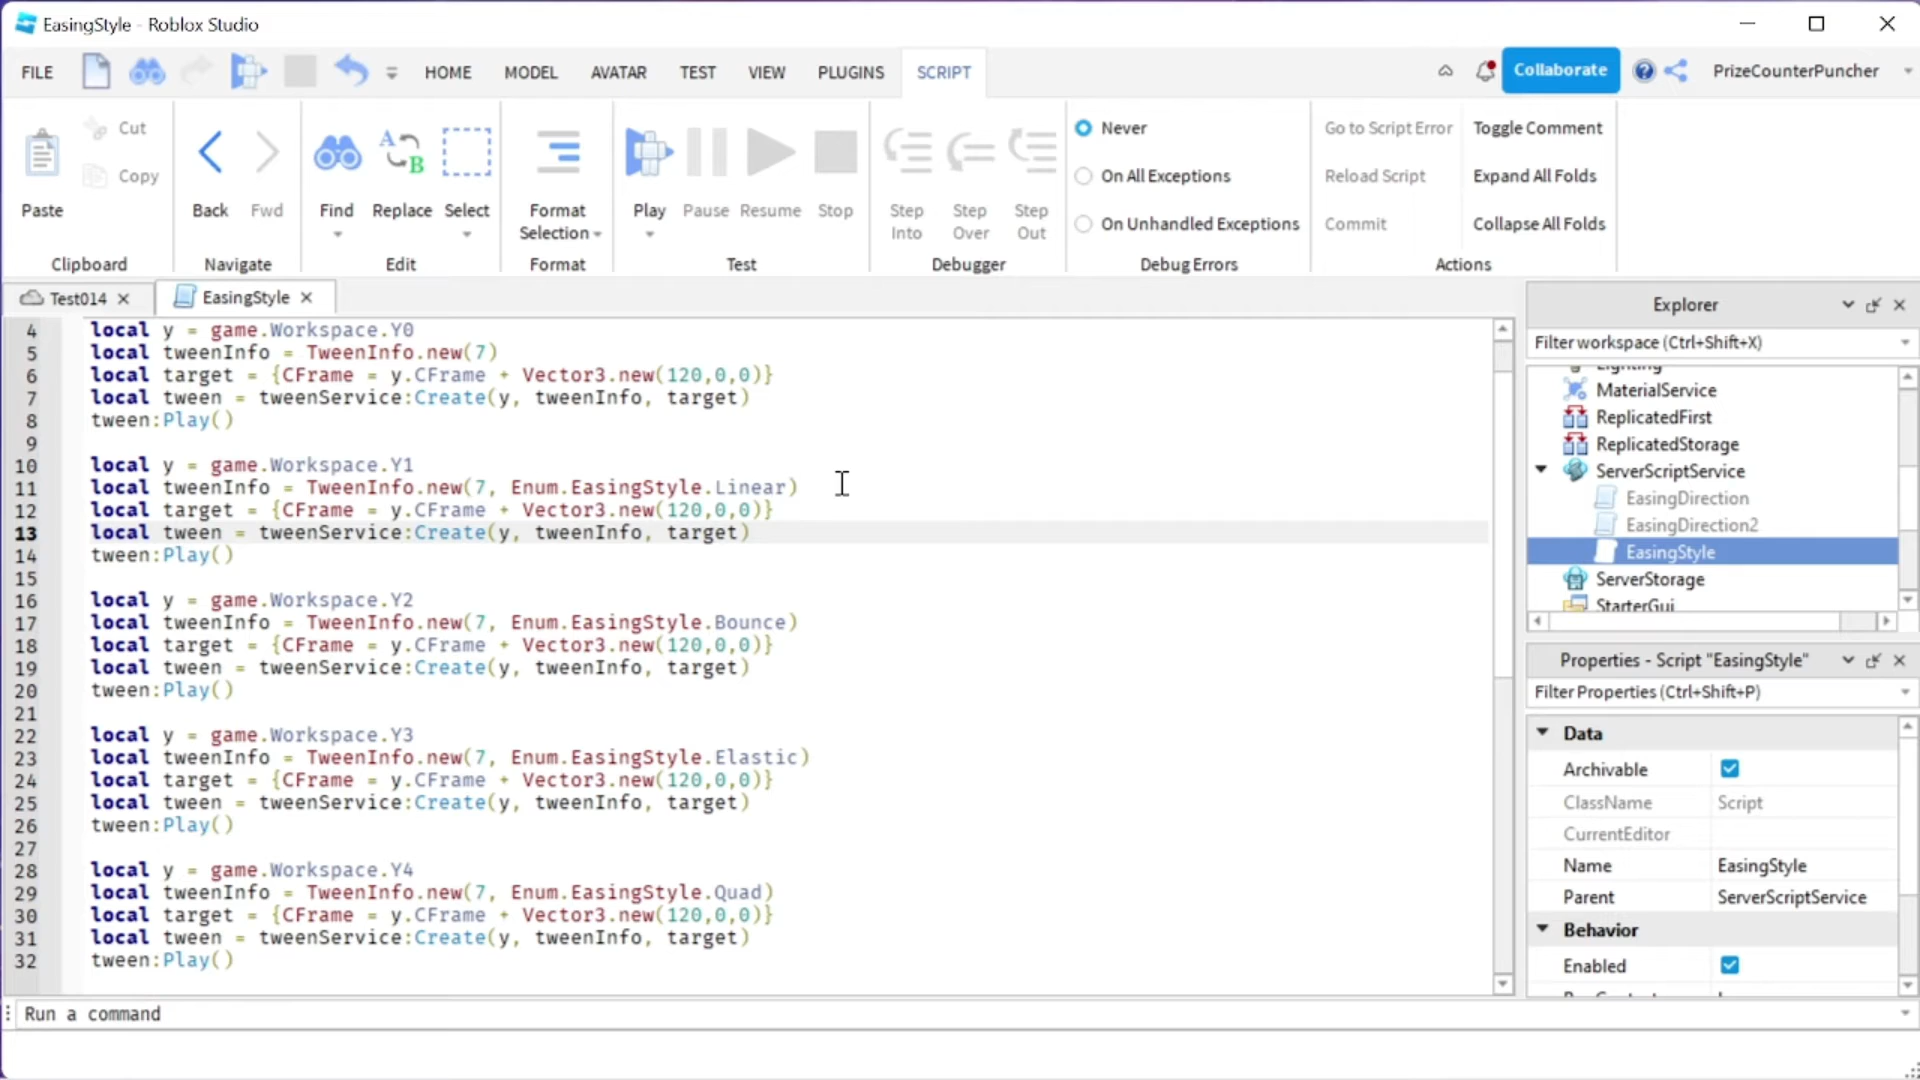 EasingStyle - Roblox Studio
FILE
HOME
MODEL
AVATAR
TEST
VIEW
PLUGINS
SCRIPT
Collaborate
PrizeCounterPuncher
Paste
Cut
Copy
Clipboard
Back
Fwd
Navigate
Find
Replace
Select
Edit
Format
Selection
Format
Play
Pause
Resume
Stop
Test
Step
Into
Step
Over
Step
Out
Debugger
Never
On All Exceptions
On Unhandled Exceptions
Debug Errors
Go to Script Error
Reload Script
Commit
Toggle Comment
Expand All Folds
Collapse All Folds
Actions
Test014
EasingStyle
4 local y = game.Workspace.Y0
5 local tweenInfo = TweenInfo.new(7)
6 local target = {CFrame = y.CFrame + Vector3.new(120,0,0)}
7 local tween = tweenService:Create(y, tweenInfo, target)
8 tween:Play()
9
10 local y = game.Workspace.Y1
11 local tweenInfo = TweenInfo.new(7, Enum.EasingStyle.Linear)
12 local target = {CFrame = y.CFrame + Vector3.new(120,0,0)}
13 local tween = tweenService:Create(y, tweenInfo, target)
14 tween:Play()
15
16 local y = game.Workspace.Y2
17 local tweenInfo = TweenInfo.new(7, Enum.EasingStyle.Bounce)
18 local target = {CFrame = y.CFrame + Vector3.new(120,0,0)}
19 local tween = tweenService:Create(y, tweenInfo, target)
20 tween:Play()
21
22 local y = game.Workspace.Y3
23 local tweenInfo = TweenInfo.new(7, Enum.EasingStyle.Elastic)
24 local target = {CFrame = y.CFrame + Vector3.new(120,0,0)}
25 local tween = tweenService:Create(y, tweenInfo, target)
26 tween:Play()
27
28 local y = game.Workspace.Y4
29 local tweenInfo = TweenInfo.new(7, Enum.EasingStyle.Quad)
30 local target = {CFrame = y.CFrame + Vector3.new(120,0,0)}
31 local tween = tweenService:Create(y, tweenInfo, target)
32 tween:Play()
Run a command
Explorer
Filter workspace (Ctrl+Shift+X)
Lighting
MaterialService
ReplicatedFirst
ReplicatedStorage
ServerScriptService
EasingDirection
EasingDirection2
EasingStyle
ServerStorage
StarterGui
Properties - Script "EasingStyle"
Filter Properties (Ctrl+Shift+P)
Data
Archivable
ClassName Script
CurrentEditor
Name EasingStyle
Parent ServerScriptService
Behavior
Enabled